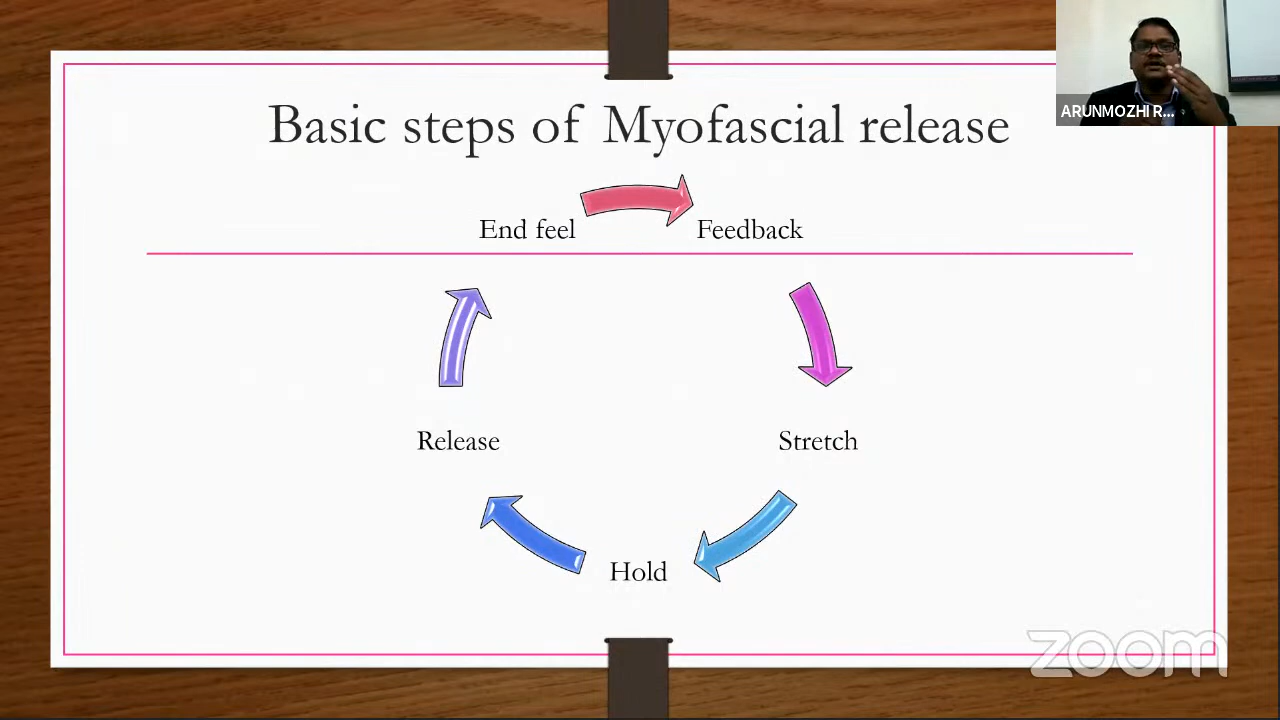 Basic steps of Myofascial release
ARUNMOZHI R...
End feel
Feedback
Stretch
Hold
Release
zoom